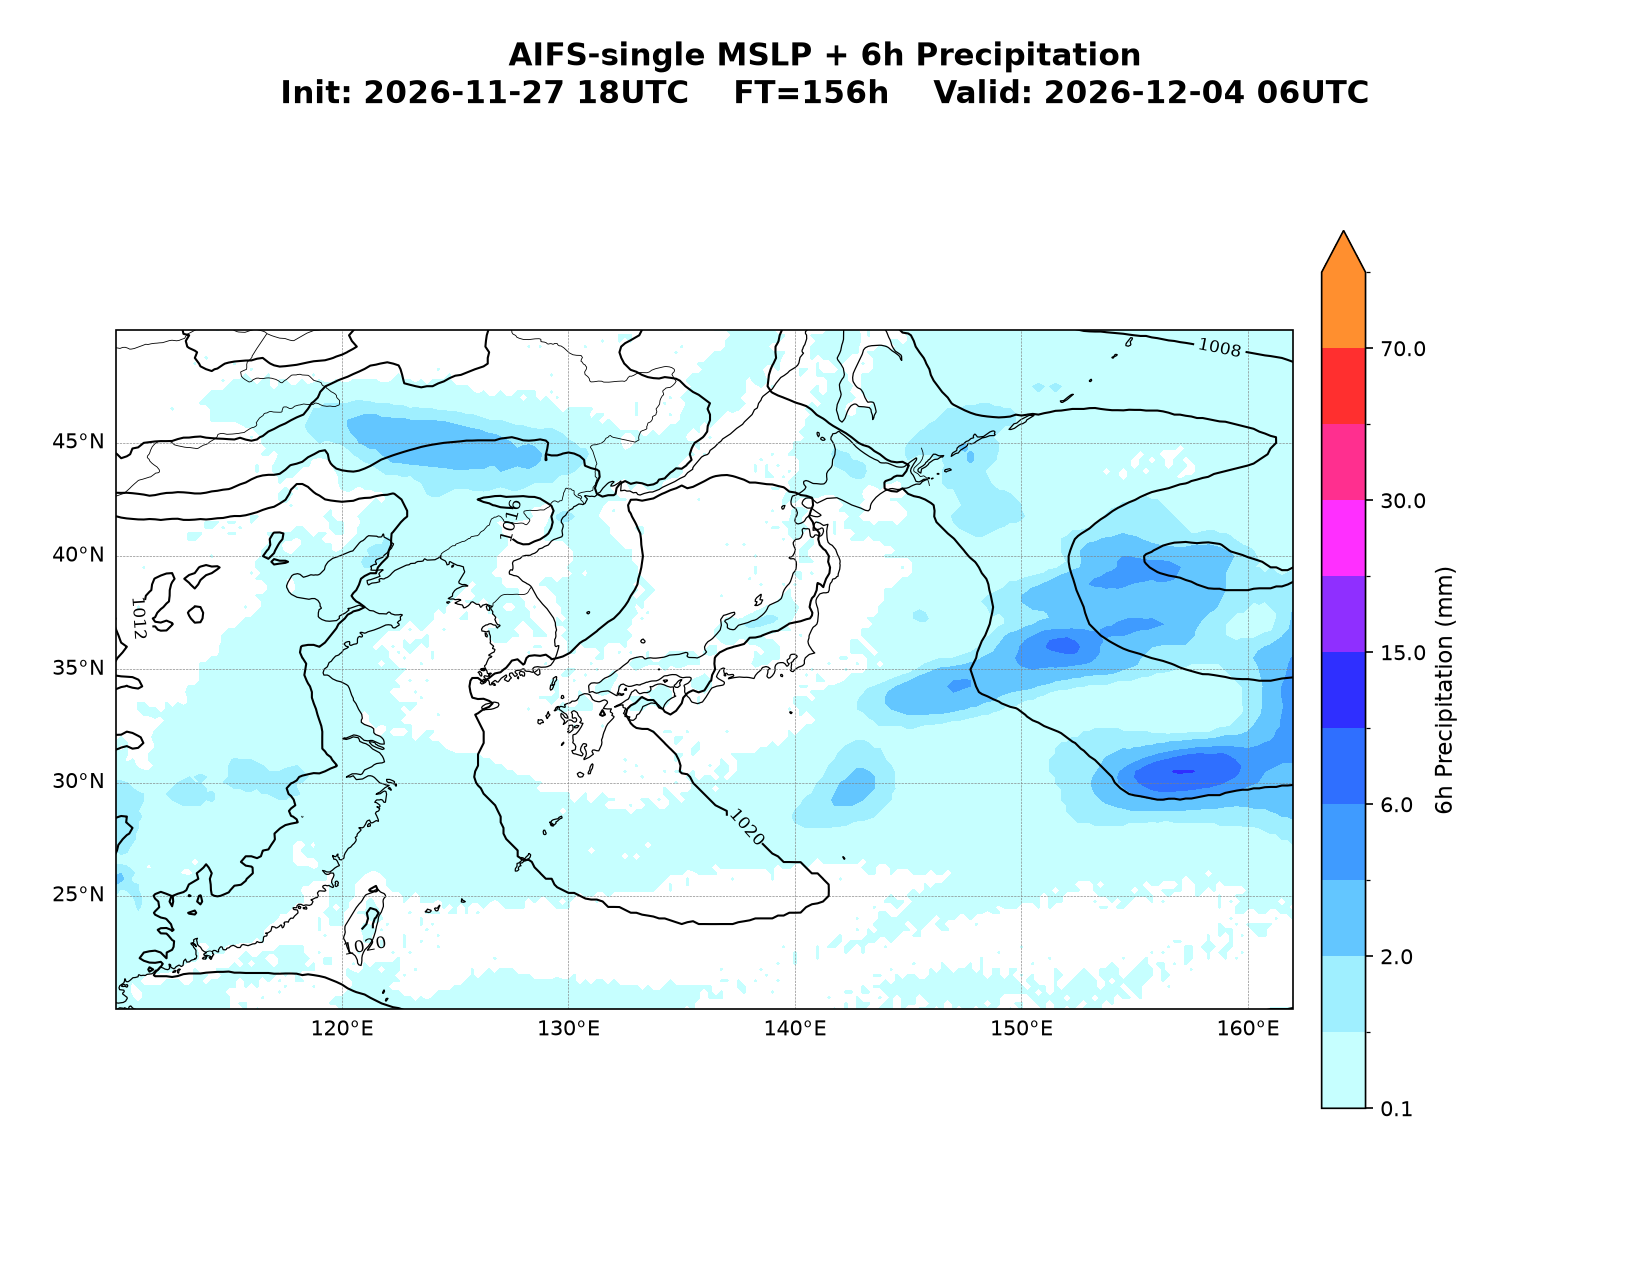 AIFS-single MSLP + 6h Precipitation
Init: 2026-11-27 18UTC    FT=156h    Valid: 2026-12-04 06UTC
1008
70.0
45°N
30.0
1016
40°N
1012
35°N
15.0
6h Precipitation (mm)
30°N
6.0
1020
25°N
1020
2.0
120°E 130°E 140°E 150°E 160°E
0.1